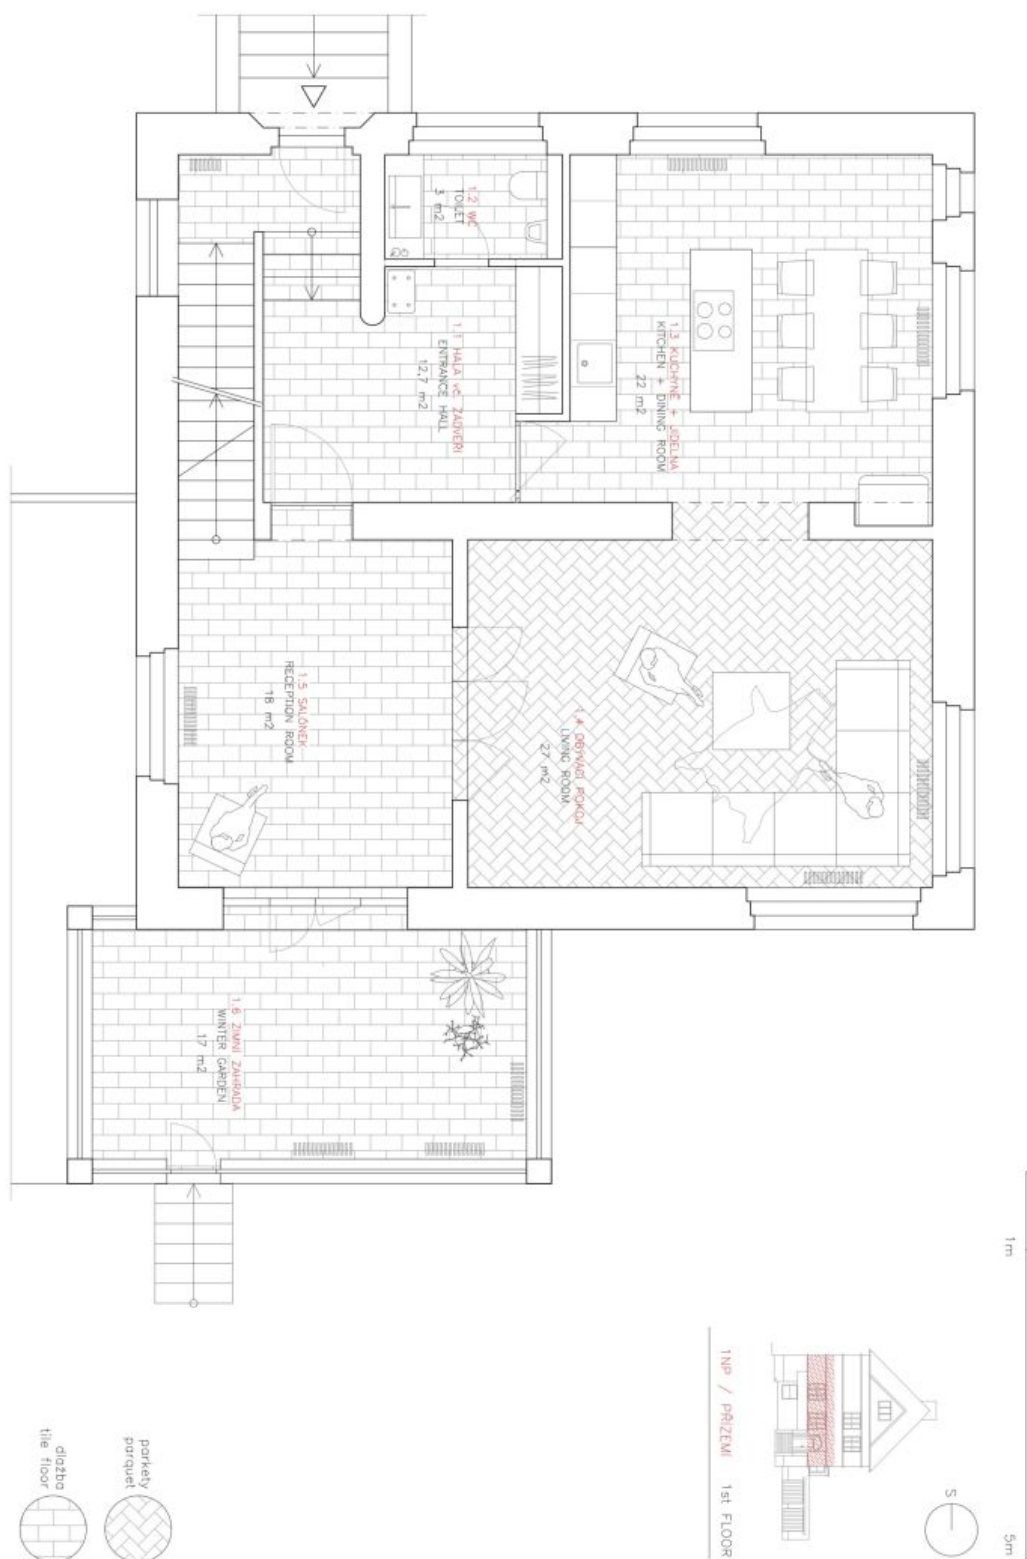 1.1 HALA vč. ZÁDVEŘÍ
ENTRANCE HALL
12,7 m2
1.2 WC
TOILET
3 m2
1.3 KUCHYNĚ + JÍDELNA
KITCHEN + DINING ROOM
22 m2
1.4 OBÝVACÍ POKOJ
LIVING ROOM
27 m2
1.5 SALÓNEK
RECEPTION ROOM
18 m2
1.6 ZIMNÍ ZAHRADA
WINTER GARDEN
17 m2
1m
5m
S
1NP / PŘÍZEMÍ 1st FLOOR
parkety
parquet
dlažba
tile floor